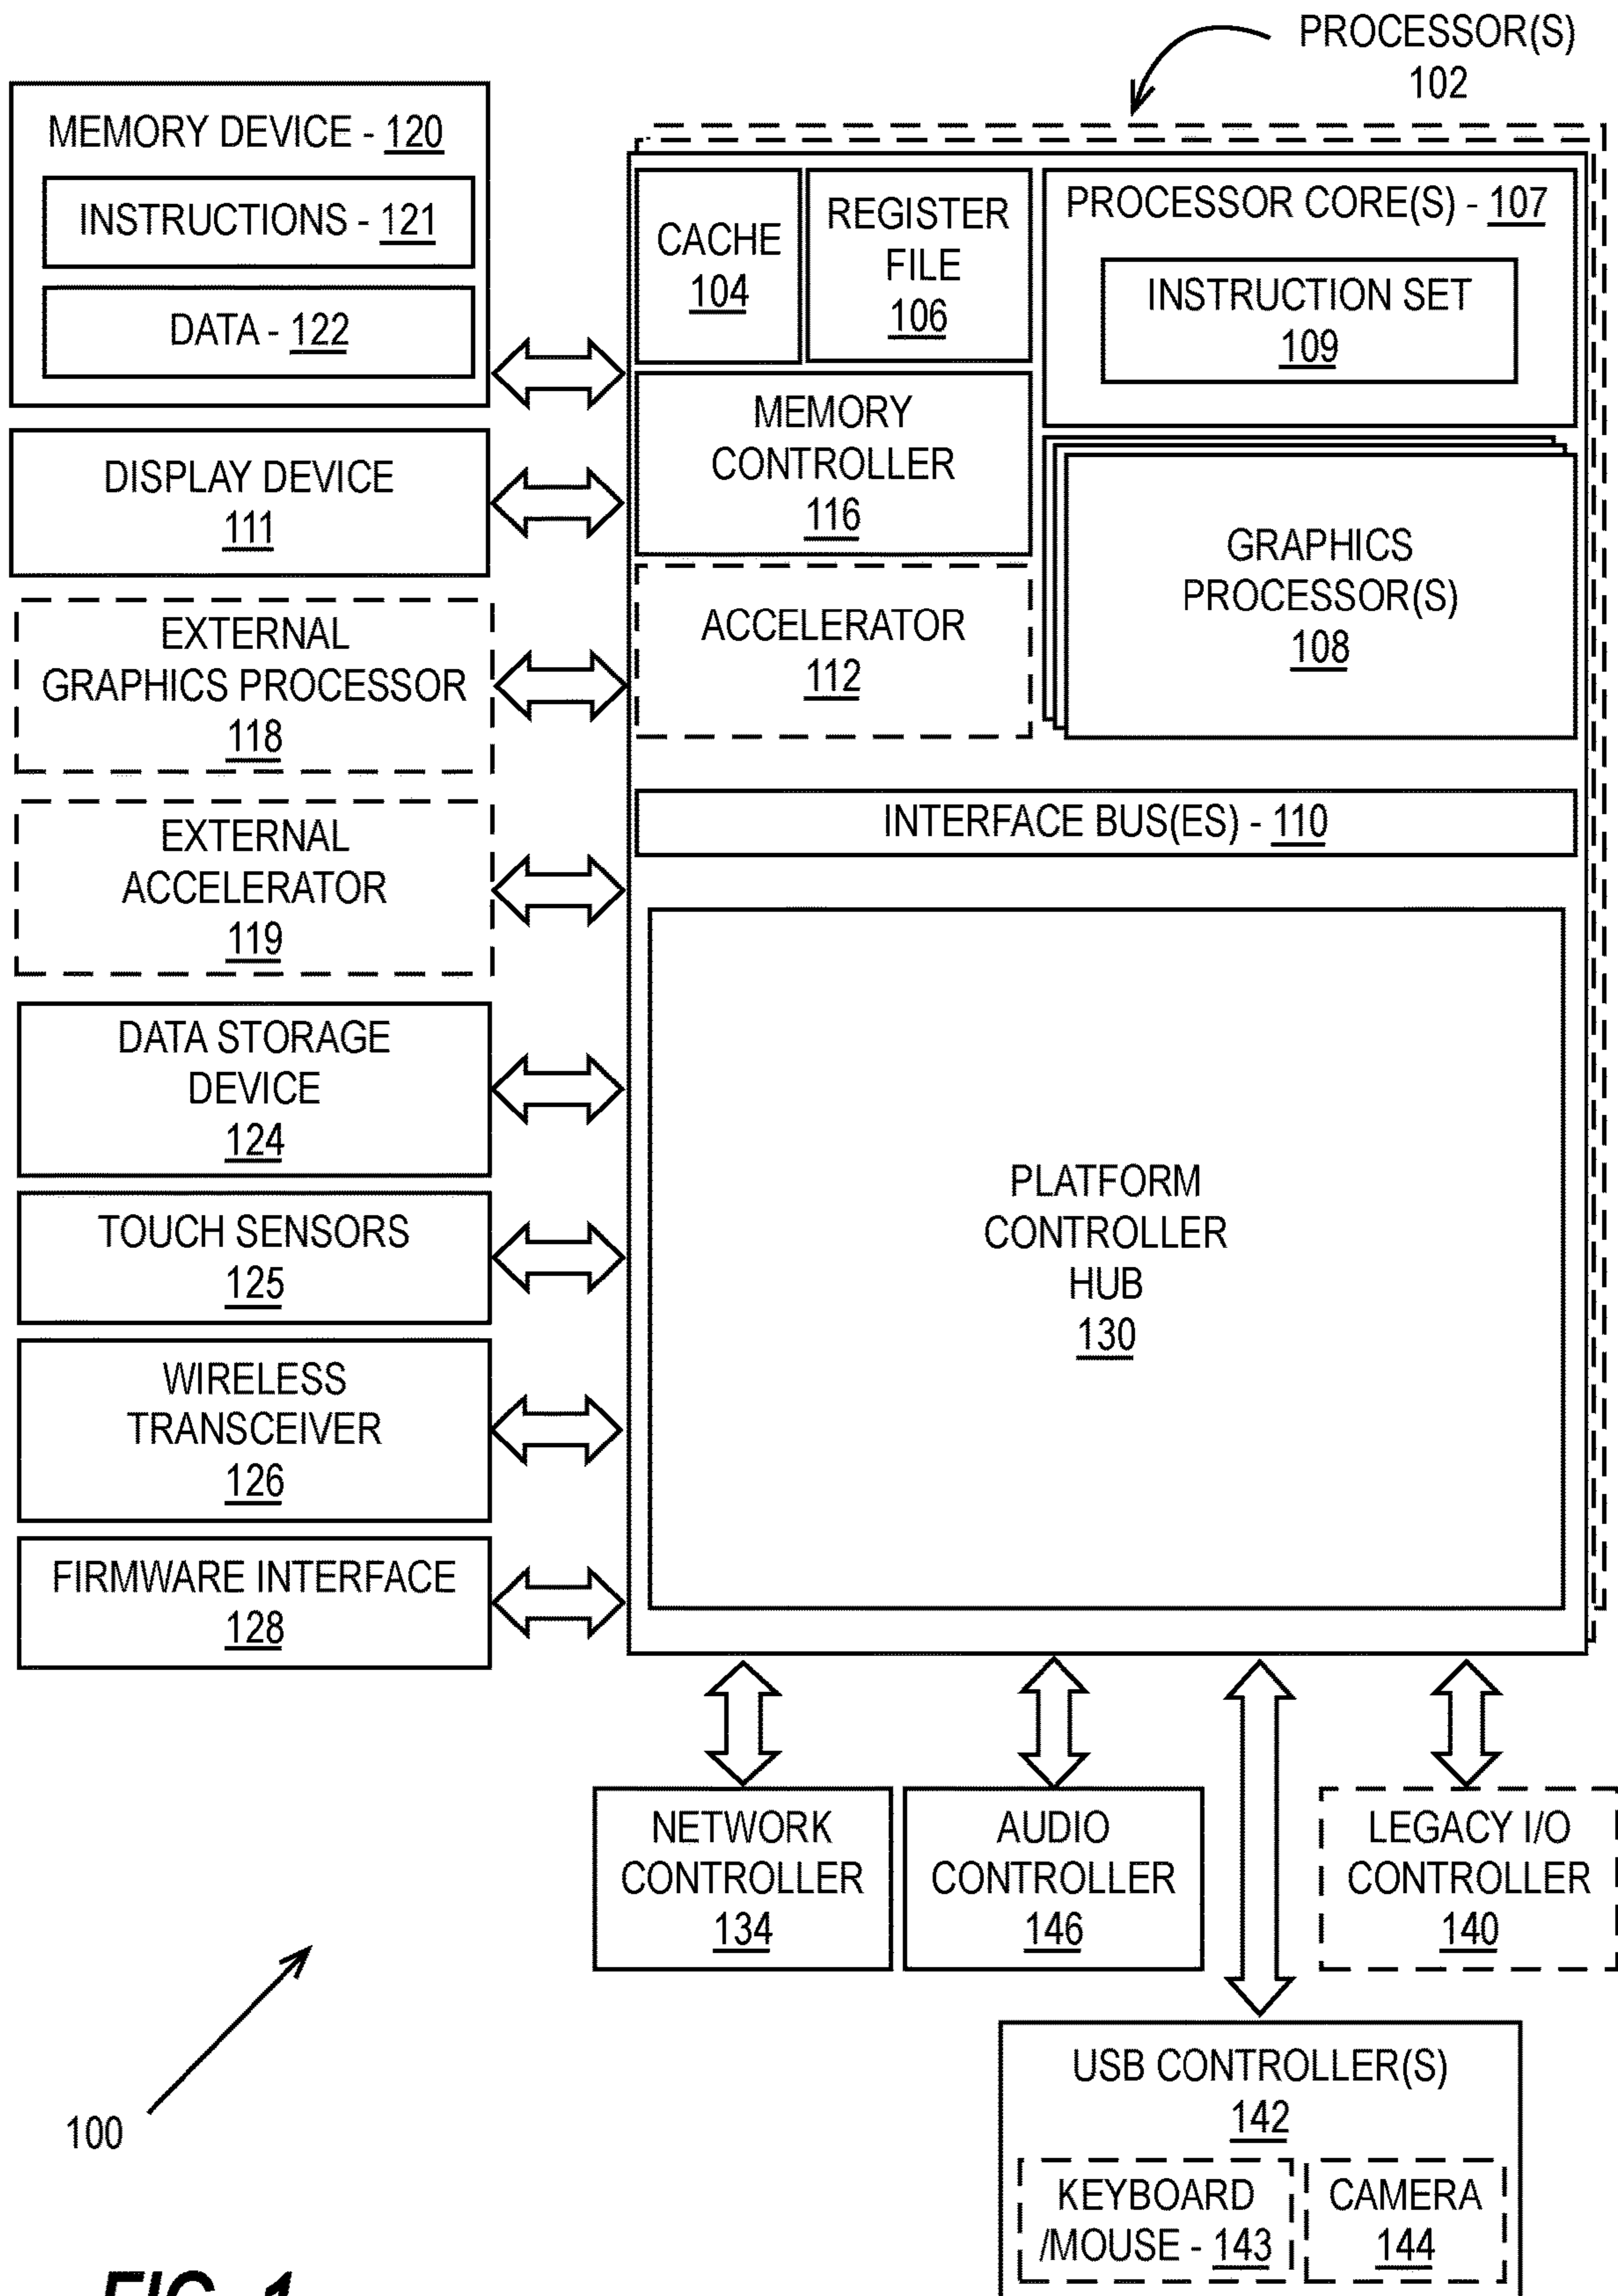 PROCESSOR(S)
102
MEMORY DEVICE - 120
INSTRUCTIONS - 121
DATA - 122
DISPLAY DEVICE
111
EXTERNAL
GRAPHICS PROCESSOR
118
EXTERNAL
ACCELERATOR
119
DATA STORAGE
DEVICE
124
TOUCH SENSORS
125
WIRELESS
TRANSCEIVER
126
FIRMWARE INTERFACE
128
CACHE
104
REGISTER
FILE
106
PROCESSOR CORE(S) - 107
INSTRUCTION SET
109
MEMORY
CONTROLLER
116
ACCELERATOR
112
GRAPHICS
PROCESSOR(S)
108
INTERFACE BUS(ES) - 110
PLATFORM
CONTROLLER
HUB
130
NETWORK
CONTROLLER
134
AUDIO
CONTROLLER
146
LEGACY I/O
CONTROLLER
140
USB CONTROLLER(S)
142
KEYBOARD
/MOUSE - 143
CAMERA
144
100
FIG. 1